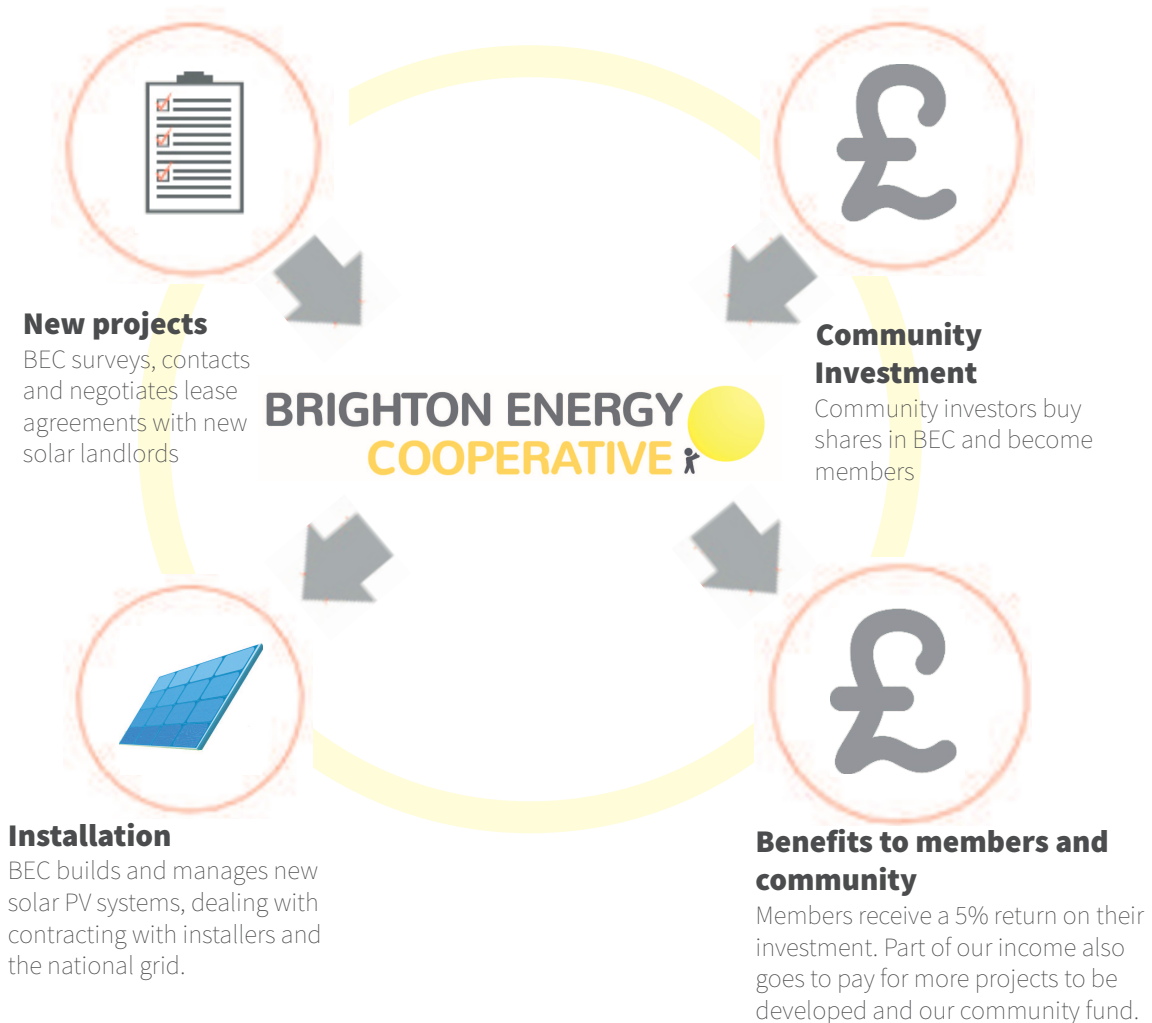 New projects
BEC surveys, contacts
and negotiates lease
agreements with new
solar landlords
Community
Investment
Community investors buy
shares in BEC and become
members
BRIGHTON ENERGY
COOPERATIVE
Installation
BEC builds and manages new
solar PV systems, dealing with
contracting with installers and
the national grid.
Benefits to members and
community
Members receive a 5% return on their
investment. Part of our income also
goes to pay for more projects to be
developed and our community fund.
£
£